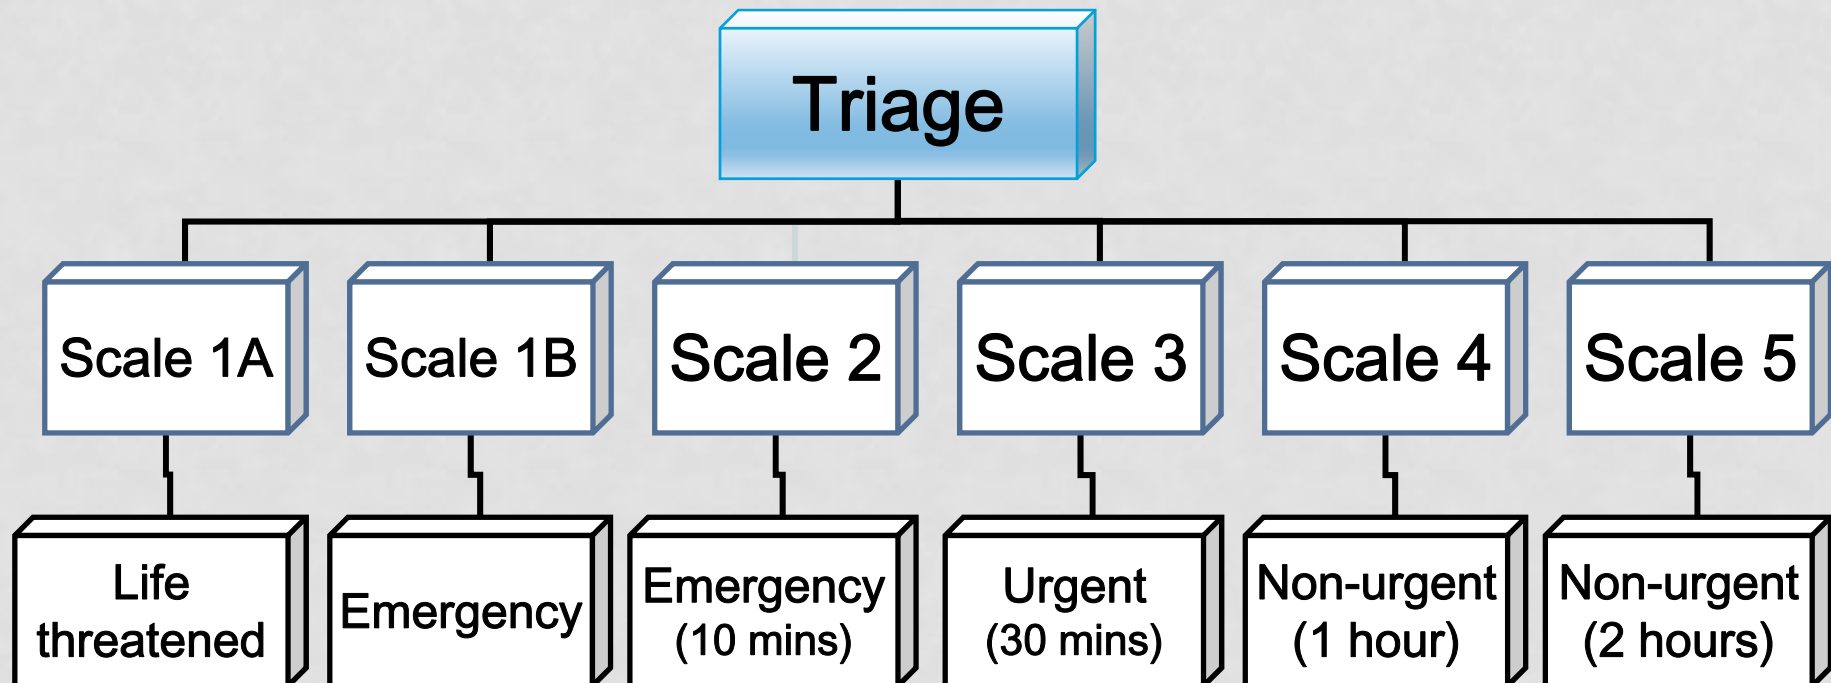 Triage
Scale 1A
Scale 1B
Scale 2
Scale 3
Scale 4
Scale 5
Life
threatened
Emergency
Emergency
(10 mins)
Urgent
(30 mins)
Non-urgent
(1 hour)
Non-urgent
(2 hours)